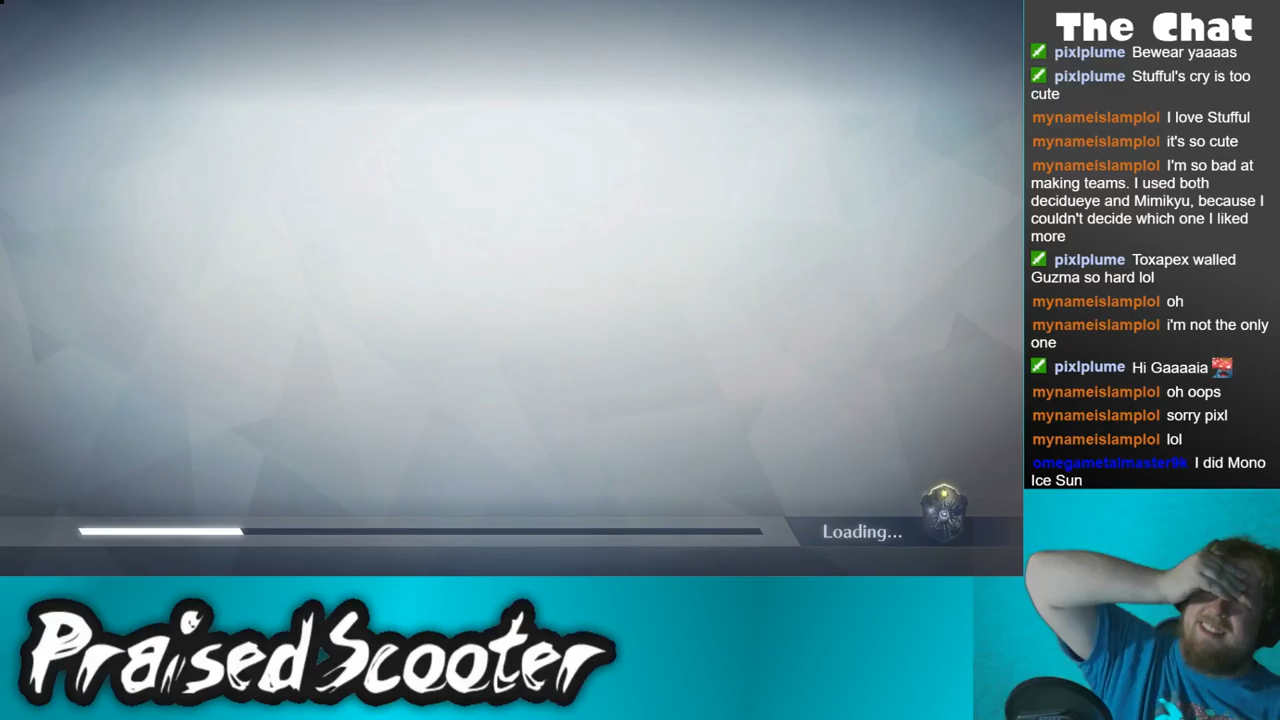 The Chat
pixlplume Bewear yaaaas
pixlplume Stufful's cry is too
cute
mynameislamplol I love Stufful
mynameislamplol it's so cute
mynameislamplol I'm so bad at
making teams. I used both
decidueye and Mimikyu, because I
couldn't decide which one I liked
more
pixlplume Toxapex walled
Guzma so hard lol
mynameislamplol oh
mynameislamplol i'm not the only
one
pixlplume Hi Gaaaaia
mynameislamplol oh oops
mynameislamplol sorry pixl
mynameislamplol lol
omegametalmaster9k I did Mono
Ice Sun
Loading...
Praised Scooter